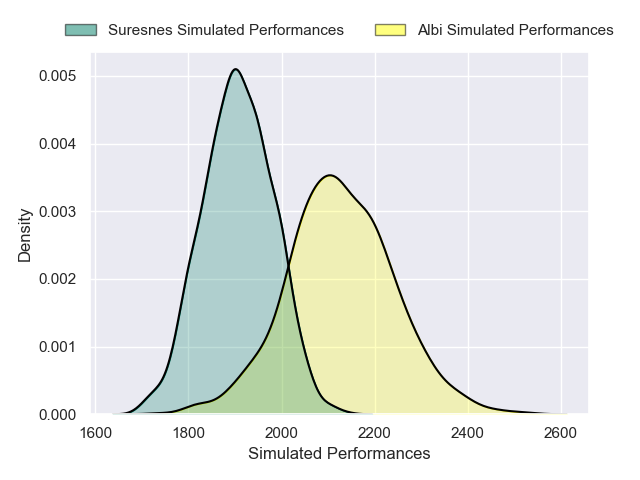 Suresnes Simulated Performances Albi Simulated Performances
0.005
0.004
0.003
0.002
0.001
0.000
Density
1600 1800 2000 2200 2400 2600
Simulated Performances